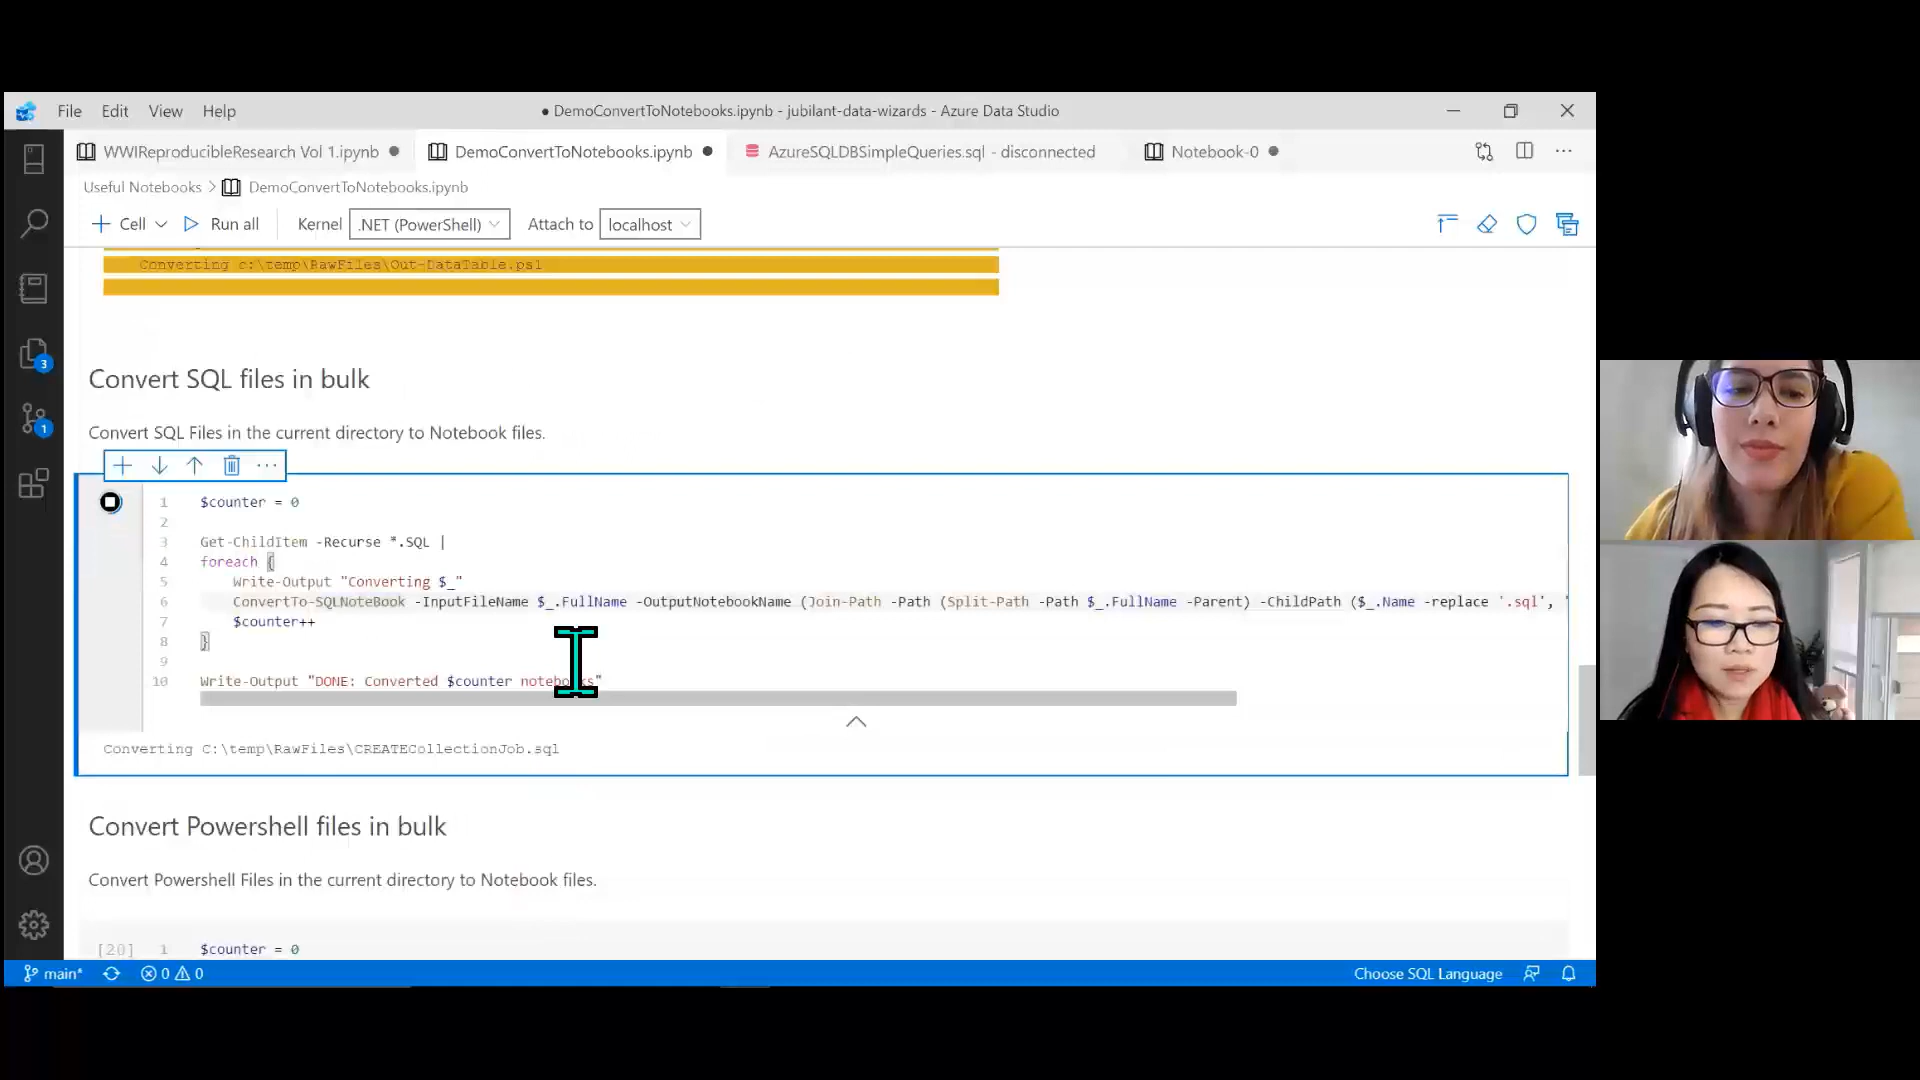 File Edit View Help
● DemoConvertToNotebooks.ipynb - jubilant-data-wizards - Azure Data Studio
WWIReproducibleResearch Vol 1.ipynb ●
DemoConvertToNotebooks.ipynb ●
AzureSQLDBSimpleQueries.sql - disconnected
Notebook-0 ●
Useful Notebooks > DemoConvertToNotebooks.ipynb
Cell Run all Kernel .NET (PowerShell) Attach to localhost
Converting c:\temp\RawFiles\Out-DataTable.ps1
Convert SQL files in bulk
Convert SQL Files in the current directory to Notebook files.
1 $counter = 0
2
3 Get-ChildItem -Recurse *.SQL |
4 foreach {
5 Write-Output "Converting $_"
6 ConvertTo-SQLNoteBook -InputFileName $_.FullName -OutputNotebookName (Join-Path -Path (Split-Path -Path $_.FullName -Parent) -ChildPath ($_.Name -replace '.sql', '
7 $counter++
8 }
9
10 Write-Output "DONE: Converted $counter notebooks"
Converting C:\temp\RawFiles\CREATECollectionJob.sql
Convert Powershell files in bulk
Convert Powershell Files in the current directory to Notebook files.
[20] 1 $counter = 0
3
1
main* 0 0 Choose SQL Language